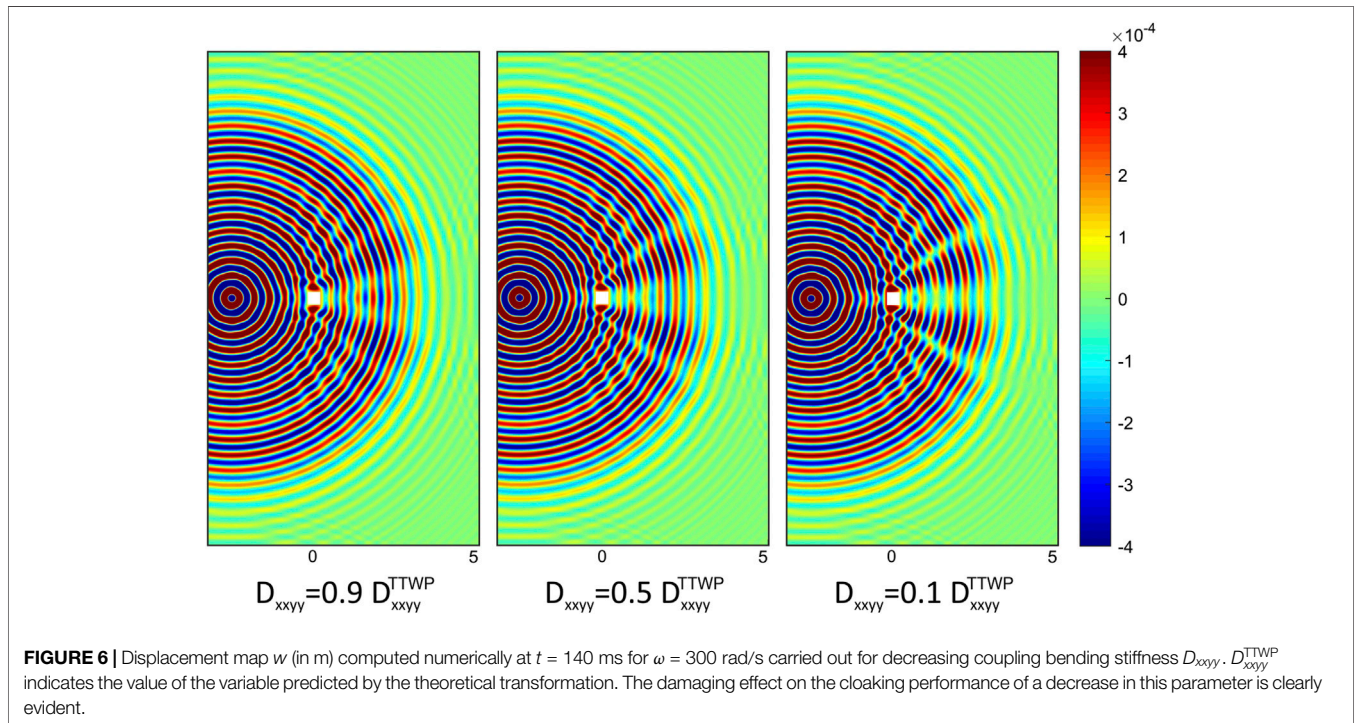 ×10⁻⁴
4
3
2
1
0
-1
-2
-3
-4
0 5 0 5 0 5
D_xxyy=0.9 D_xxyy^TTWP D_xxyy=0.5 D_xxyy^TTWP D_xxyy=0.1 D_xxyy^TTWP
FIGURE 6 | Displacement map w (in m) computed numerically at t = 140 ms for ω = 300 rad/s carried out for decreasing coupling bending stiffness D_xxyy. D_xxyy^TTWP
indicates the value of the variable predicted by the theoretical transformation. The damaging effect on the cloaking performance of a decrease in this parameter is clearly
evident.